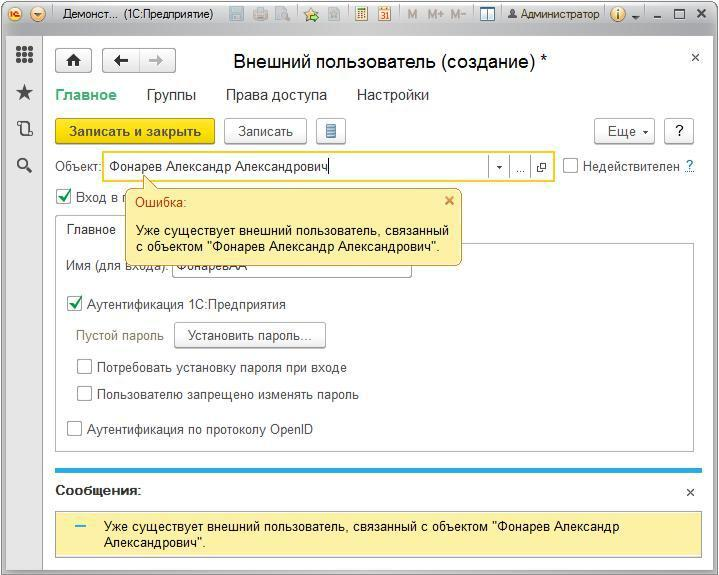 Демонст... (1С:Предприятие)
M M+ M-
Администратор
Внешний пользователь (создание) *
Главное Группы Права доступа Настройки
Записать и закрыть Записать Еще ?
Объект: Фонарев Александр Александрович ... Недействителен ?
Вход в п
Ошибка:
Уже существует внешний пользователь, связанный
с объектом "Фонарев Александр Александрович".
Главное
Имя (для входа): ФонаревАА
Аутентификация 1С:Предприятия
Пустой пароль Установить пароль...
Потребовать установку пароля при входе
Пользователю запрещено изменять пароль
Аутентификация по протоколу OpenID
Сообщения:
Уже существует внешний пользователь, связанный с объектом "Фонарев Александр
Александрович".